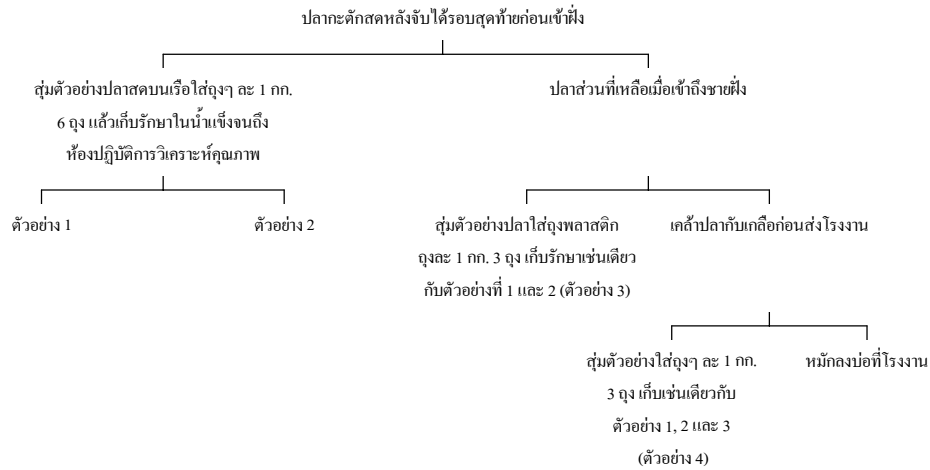 ปลากะตักสดหลังจับได้รอบสุดท้ายก่อนเข้าฝั่ง
สุ่มตัวอย่างปลาสดบนเรือใส่ถุงๆ ละ 1 กก.
6 ถุง แล้วเก็บรักษาในน้ำแข็งจนถึง
ห้องปฏิบัติการวิเคราะห์คุณภาพ
ปลาส่วนที่เหลือเมื่อเข้าถึงชายฝั่ง
ตัวอย่าง 1
ตัวอย่าง 2
สุ่มตัวอย่างปลาใส่ถุงพลาสติก
ถุงละ 1 กก. 3 ถุง เก็บรักษาเช่นเดียว
กับตัวอย่างที่ 1 และ 2 (ตัวอย่าง 3)
เคล้าปลากับเกลือก่อนส่งโรงงาน
สุ่มตัวอย่างใส่ถุงๆ ละ 1 กก.
3 ถุง เก็บเช่นเดียวกับ
ตัวอย่าง 1, 2 และ 3
(ตัวอย่าง 4)
หมักลงบ่อที่โรงงาน